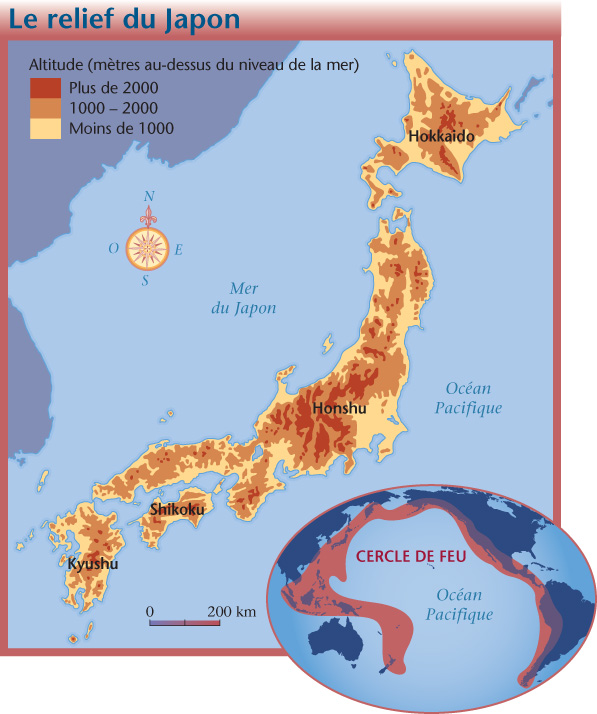 Le relief du Japon
Altitude (mètres au-dessus du niveau de la mer)
Plus de 2000
1000 – 2000
Moins de 1000
Hokkaido
N
O
E
S
Mer
du Japon
Océan
Pacifique
Honshu
Shikoku
Kyushu
0
200 km
CERCLE DE FEU
Océan
Pacifique